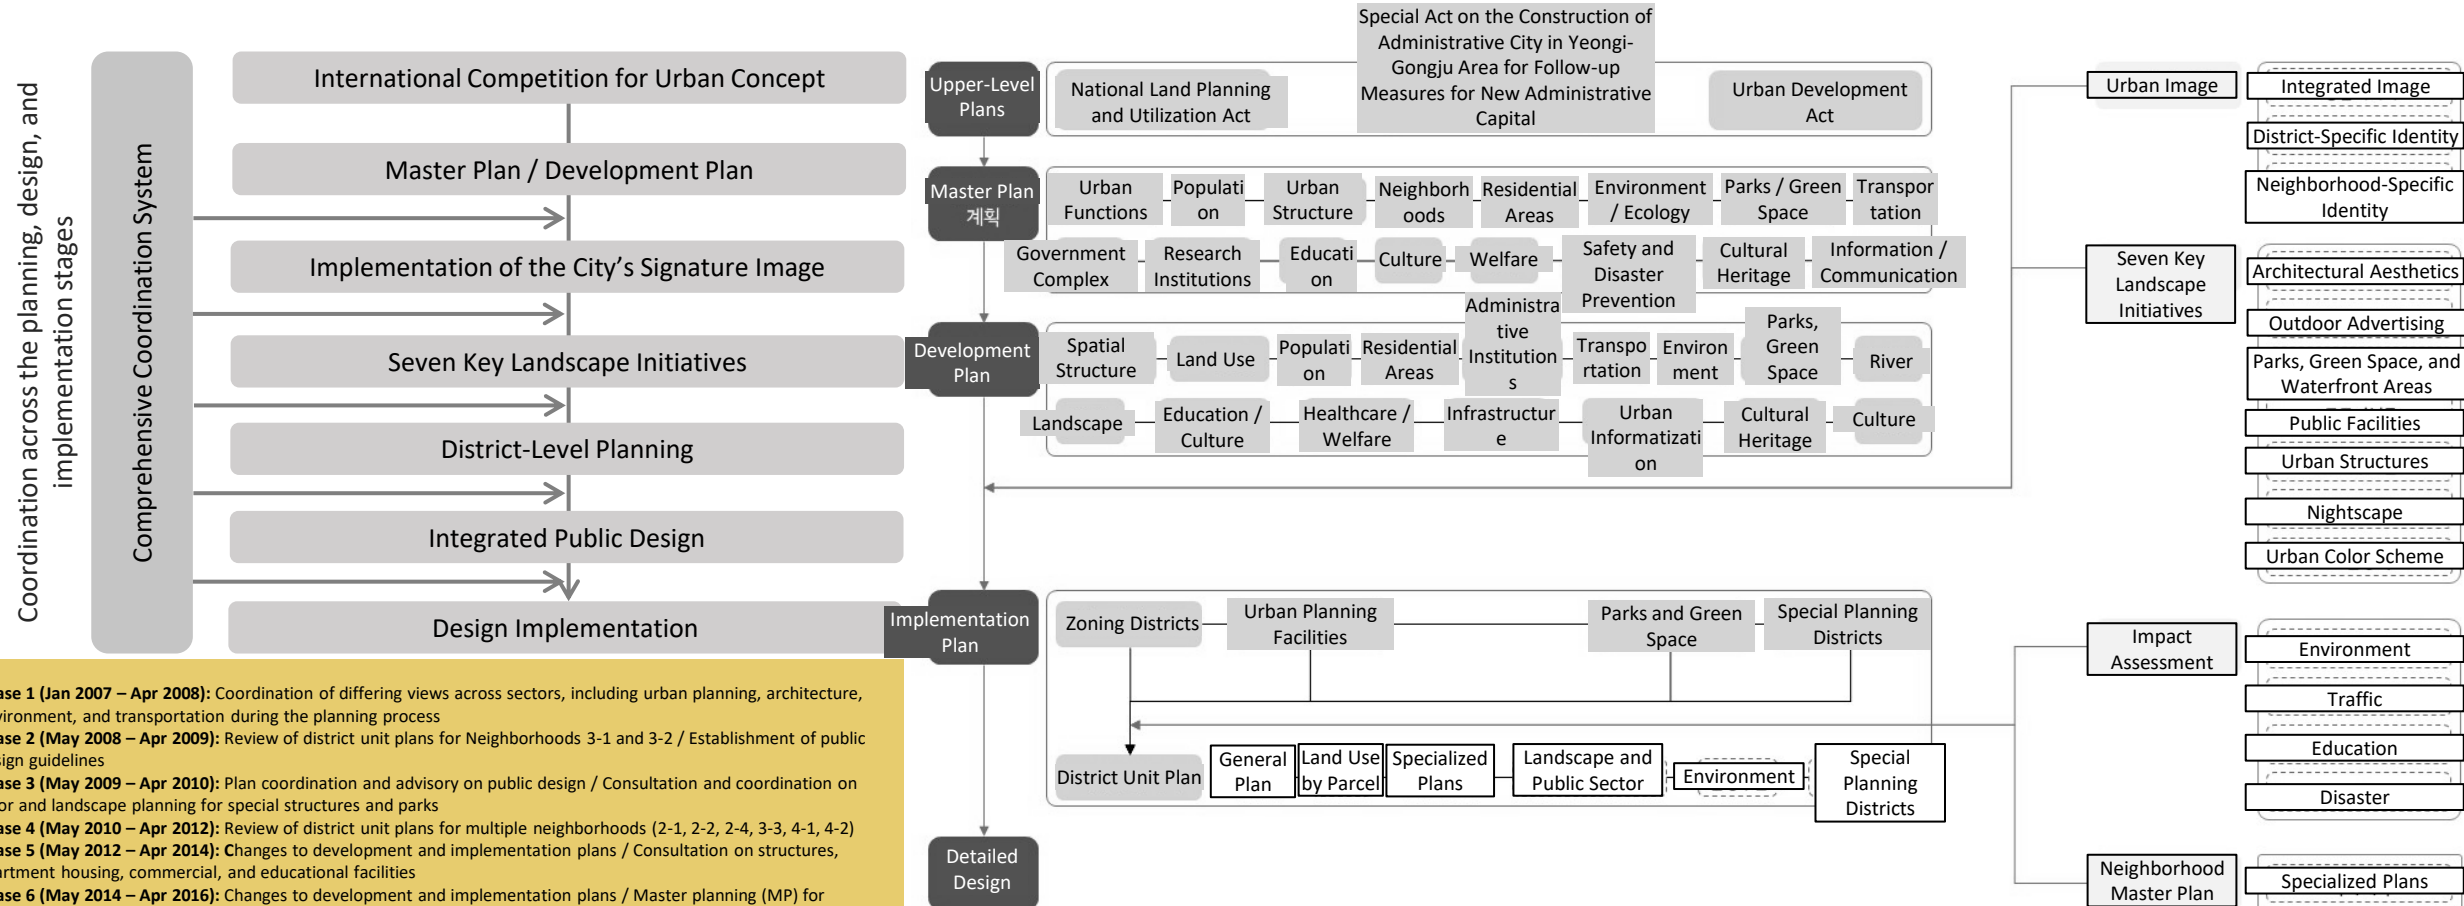 Coordination across the planning, design, and
implementation stages
Comprehensive Coordination System
International Competition for Urban Concept
Master Plan / Development Plan
Implementation of the City's Signature Image
Seven Key Landscape Initiatives
District-Level Planning
Integrated Public Design
Design Implementation
ase 1 (Jan 2007 – Apr 2008): Coordination of differing views across sectors, including urban planning, architecture,
vironment, and transportation during the planning process
ase 2 (May 2008 – Apr 2009): Review of district unit plans for Neighborhoods 3-1 and 3-2 / Establishment of public
sign guidelines
ase 3 (May 2009 – Apr 2010): Plan coordination and advisory on public design / Consultation and coordination on
or and landscape planning for special structures and parks
ase 4 (May 2010 – Apr 2012): Review of district unit plans for multiple neighborhoods (2-1, 2-2, 2-4, 3-3, 4-1, 4-2)
ase 5 (May 2012 – Apr 2014): Changes to development and implementation plans / Consultation on structures,
artment housing, commercial, and educational facilities
ase 6 (May 2014 – Apr 2016): Changes to development and implementation plans / Master planning (MP) for
Upper-Level
Plans
National Land Planning
and Utilization Act
Special Act on the Construction of
Administrative City in Yeongi-
Gongju Area for Follow-up
Measures for New Administrative
Capital
Urban Development
Act
Master Plan
계획
Urban
Functions
Populati
on
Urban
Structure
Neighborh
oods
Residential
Areas
Environment
/ Ecology
Parks / Green
Space
Transpor
tation
Government
Complex
Research
Institutions
Educati
on
Culture
Welfare
Safety and
Disaster
Prevention
Cultural
Heritage
Information /
Communication
Development
Plan
Spatial
Structure
Land Use
Populati
on
Residential
Areas
Administra
tive
Institution
s
Transpo
rtation
Environ
ment
Parks,
Green
Space
River
Landscape
Education /
Culture
Healthcare /
Welfare
Infrastructur
e
Urban
Informatizati
on
Cultural
Heritage
Culture
Implementation
Plan
Zoning Districts
Urban Planning
Facilities
Parks and Green
Space
Special Planning
Districts
District Unit Plan
General
Plan
Land Use
by Parcel
Specialized
Plans
Landscape and
Public Sector
Environment
Special
Planning
Districts
Detailed
Design
Urban Image
Integrated Image
District-Specific Identity
Neighborhood-Specific
Identity
Seven Key
Landscape
Initiatives
Architectural Aesthetics
Outdoor Advertising
Parks, Green Space, and
Waterfront Areas
Public Facilities
Urban Structures
Nightscape
Urban Color Scheme
Impact
Assessment
Environment
Traffic
Education
Disaster
Neighborhood
Master Plan
Specialized Plans